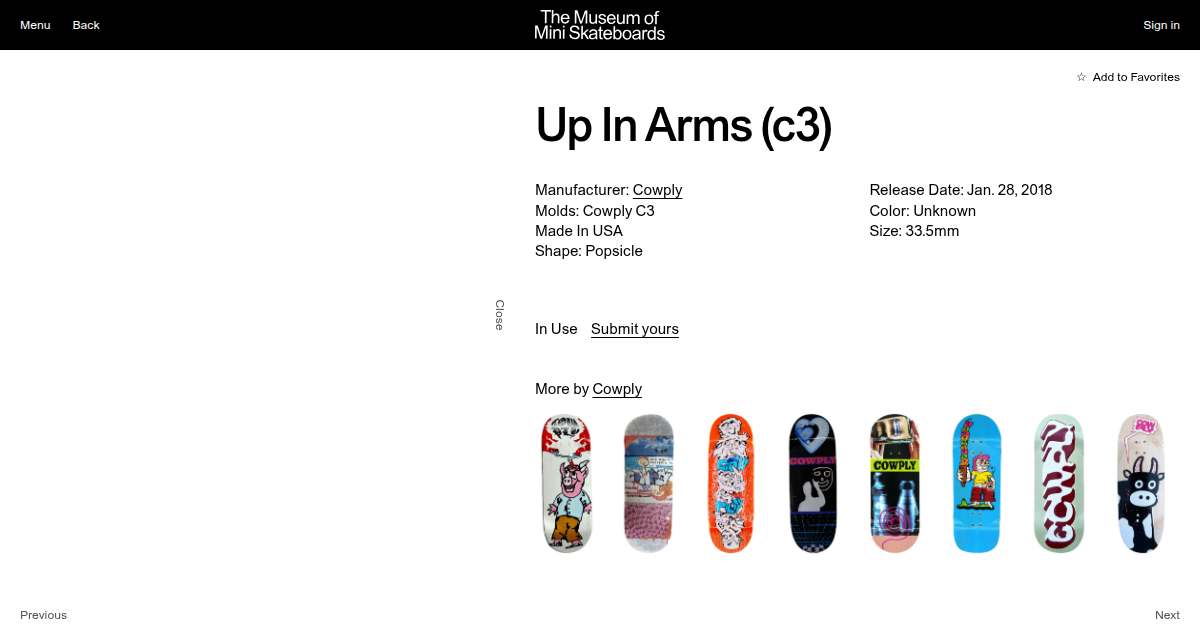 Menu
Back
The Museum of
Mini Skateboards
Sign in
☆ Add to Favorites
Up In Arms (c3)
Manufacturer: Cowply
Molds: Cowply C3
Made In USA
Shape: Popsicle
Release Date: Jan. 28, 2018
Color: Unknown
Size: 33.5mm
Close
In Use
Submit yours
More by Cowply
COWPLY
COWPLY
COWPLY
Previous
Next